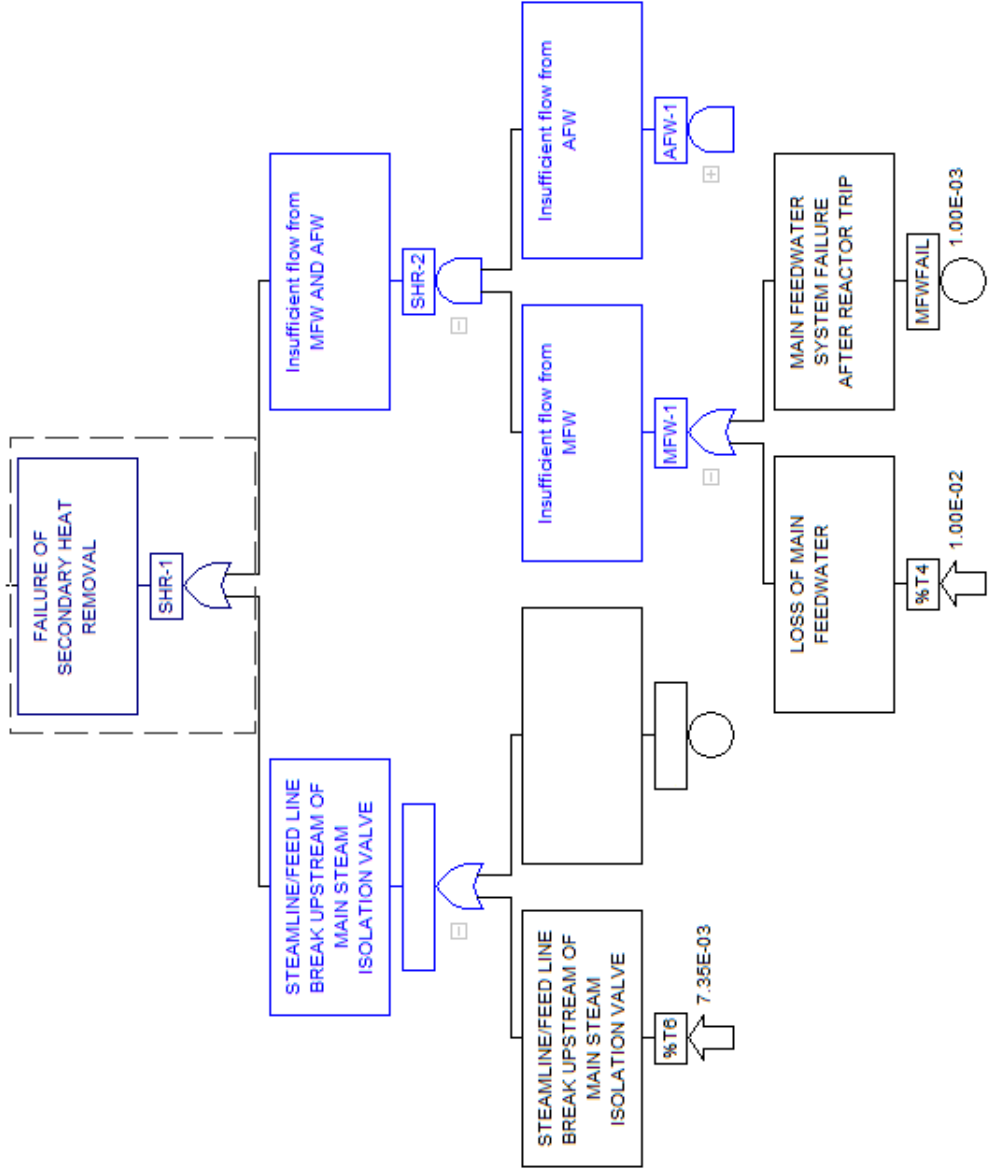 FAILURE OF
SECONDARY HEAT
REMOVAL
SHR-1
STEAMLINE/FEED LINE
BREAK UPSTREAM OF
MAIN STEAM
ISOLATION VALVE
Insufficient flow from
MFW AND AFW
SHR-2
STEAMLINE/FEED LINE
BREAK UPSTREAM OF
MAIN STEAM
ISOLATION VALVE
%T6
7.35E-03
Insufficient flow from
MFW
MFW-1
Insufficient flow from
AFW
AFW-1
LOSS OF MAIN
FEEDWATER
%T4
1.00E-02
MAIN FEEDWATER
SYSTEM FAILURE
AFTER REACTOR TRIP
MFWFAIL
1.00E-03